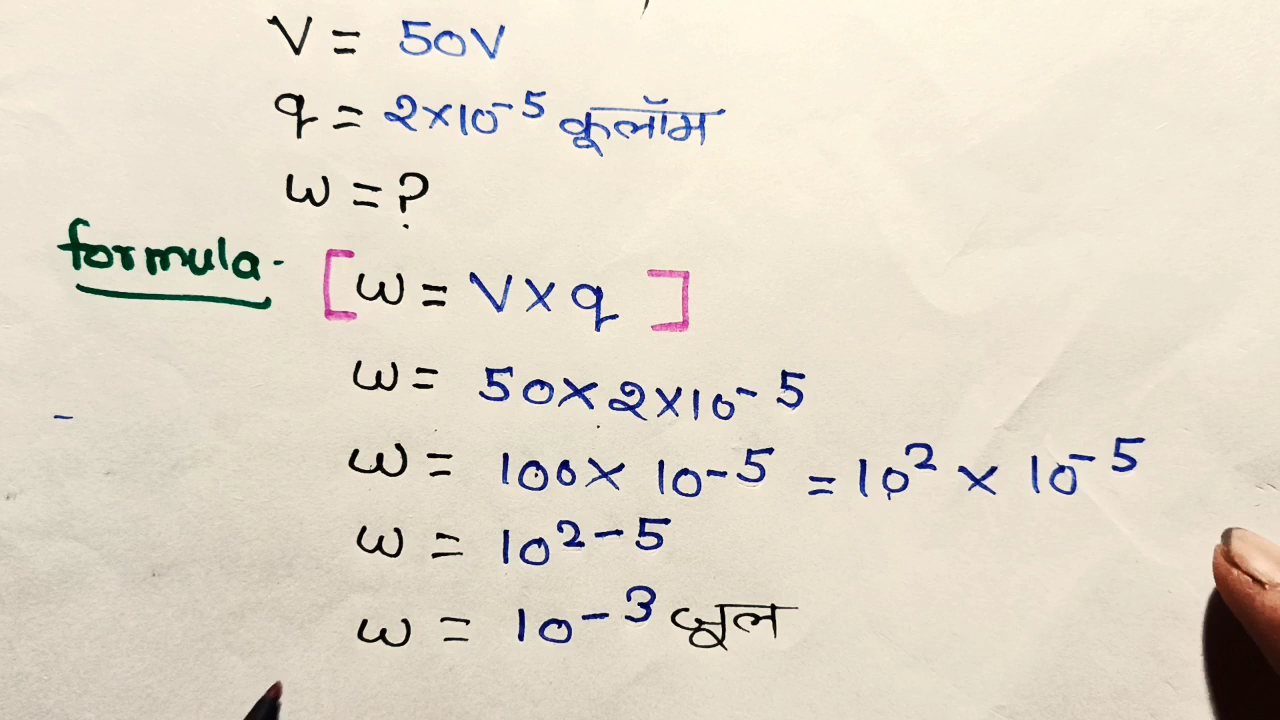 V = 50V
q = 2×10⁻⁵ कूलॉम
W = ?
formula- [W = V×q]
W = 50×2×10⁻⁵
W = 100× 10⁻⁵ = 10² × 10⁻⁵
W = 10²⁻⁵
W = 10⁻³ जूल